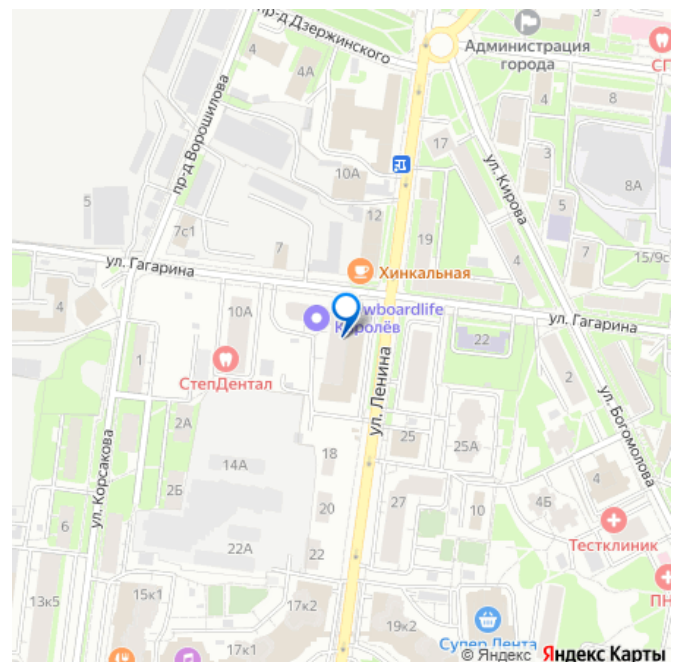 пр-д Дзержинского
4
4А
Администрация
города
СП
4
8
17
пр-д Ворошилова
ул. Кирова
3
10А
8А
5
5
7с1
7
12
19
4
7
15/9с
ул. Гагарина
Хинкальная
4
10А
wboardlife
Королёв
22
ул. Гагарина
1
СтепДентал
ул. Ленина
2
2А
25
25А
ул. Богомолова
18
14А
2Б
4
ул. Корсакова
27
4Б
6
20
10
Тестклиник
22А
22
15к1
13к5
17к2
ПН
19к2
17к1
Супер Лента
© Яндекс Яндекс Карты